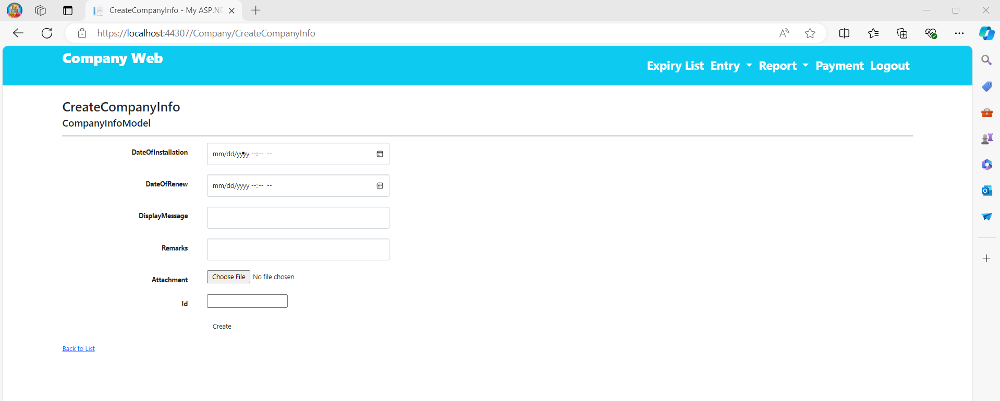 CreateCompanyInfo - My ASP.NE
https://localhost:44307/Company/CreateCompanyInfo
Company Web
Expiry List Entry Report Payment Logout
CreateCompanyInfo
CompanyInfoModel
DateOfInstallation mm/dd/yyyy --:-- --
DateOfRenew mm/dd/yyyy --:-- --
DisplayMessage
Remarks
Attachment Choose File No file chosen
Id
Create
Back to List